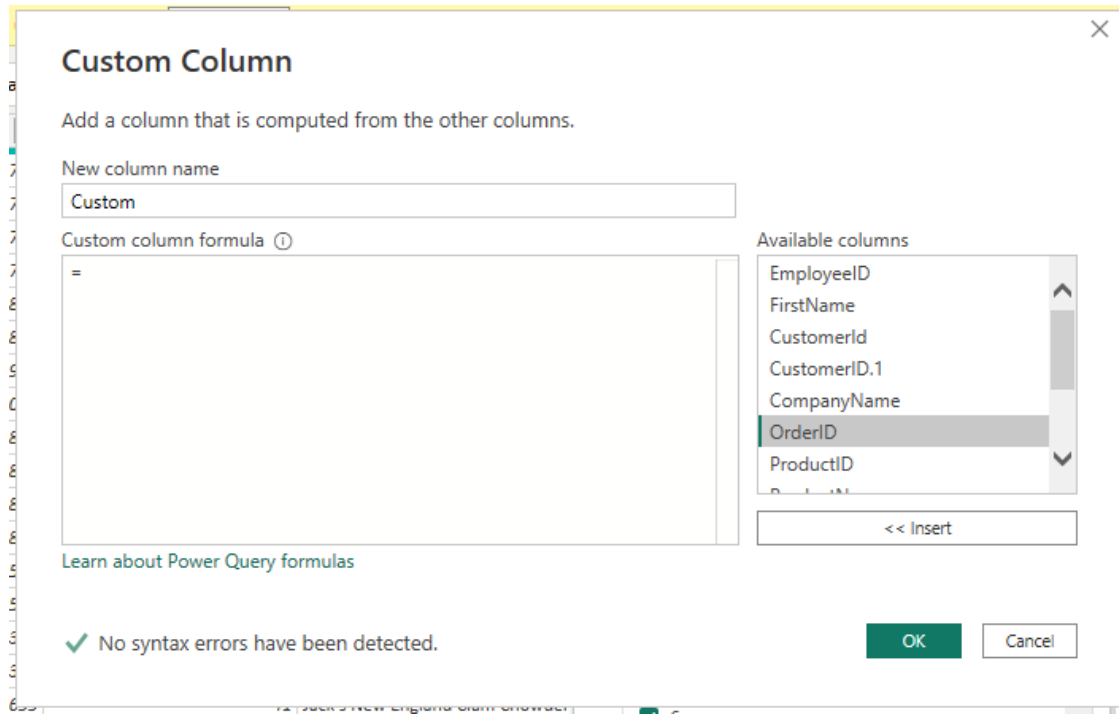 Custom Column
Add a column that is computed from the other columns.
New column name
Custom
Custom column formula
=
Available columns
EmployeeID
FirstName
CustomerId
CustomerID.1
CompanyName
OrderID
ProductID
<< Insert
Learn about Power Query formulas
No syntax errors have been detected.
OK
Cancel